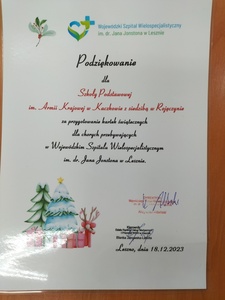 Wojewódzki Szpital Wielospecjalistyczny
im. dr. Jana Jonstona w Lesznie
Podziękowanie
dla
Szkoły Podstawowej
im. Armii Krajowej w Kaczkowie z siedzibą w Rojęczynie
za przygotowanie kartek świątecznych
dla chorych przebywających
w Wojewódzkim Szpitalu Wielospecjalistycznym
im. dr. Jana Jonstona w Lesznie.
Leszno, dnia 18.12.2023